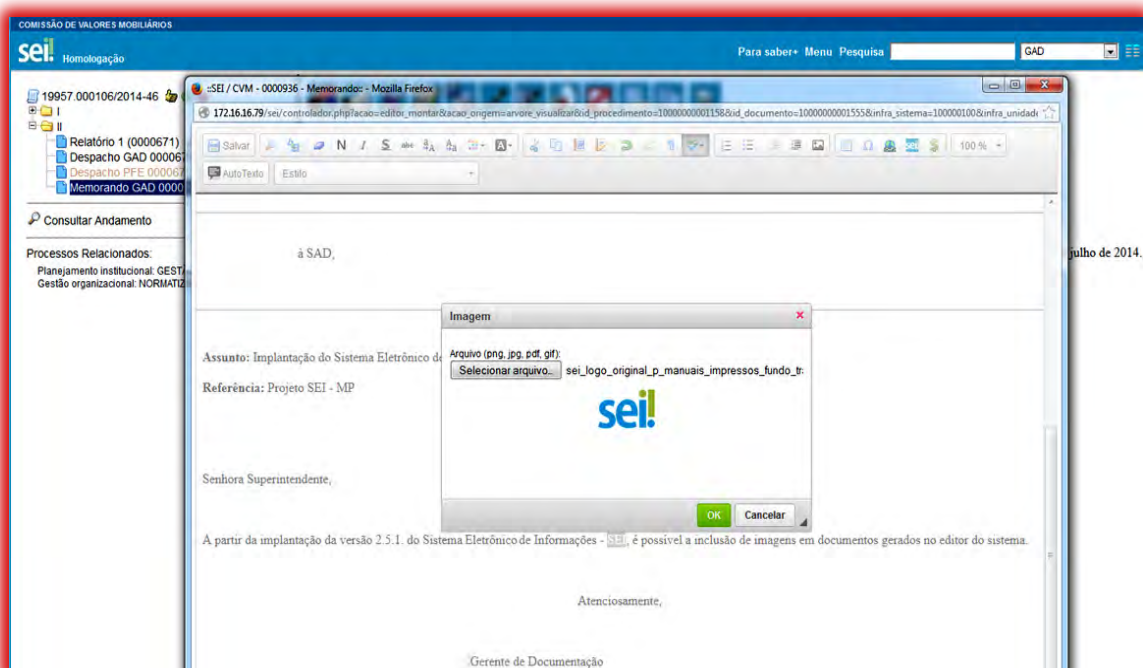 COMISSÃO DE VALORES MOBILIÁRIOS
sei! Homologação
Para saber+ Menu Pesquisa GAD
19957.000106/2014-46
I
II
Relatório 1 (0000671)
Despacho GAD 000067
Despacho PFE 000067
Memorando GAD 0000
Consultar Andamento
Processos Relacionados:
Planejamento institucional: GESTÃ
Gestão organizacional: NORMATIZ
::SEI / CVM - 0000936 - Memorando:: - Mozilla Firefox
172.16.16.79/sei/controlador.php?acao=editor_montar&acao_origem=arvore_visualizar&id_procedimento=10000000001158&id_documento=10000000001555&infra_sistema=100000100&infra_unidade
Salvar N I S abc 100 %
AutoTexto Estilo
à SAD,
julho de 2014.
Imagem
Arquivo (png, jpg, pdf, gif):
Selecionar arquivo.. sei_logo_original_p_manuais_impressos_fundo_tr
sei!
OK Cancelar
Assunto: Implantação do Sistema Eletrônico de
Referência: Projeto SEI - MP
Senhora Superintendente,
A partir da implantação da versão 2.5.1. do Sistema Eletrônico de Informações - SEI, é possível a inclusão de imagens em documentos gerados no editor do sistema.
Atenciosamente,
Gerente de Documentação